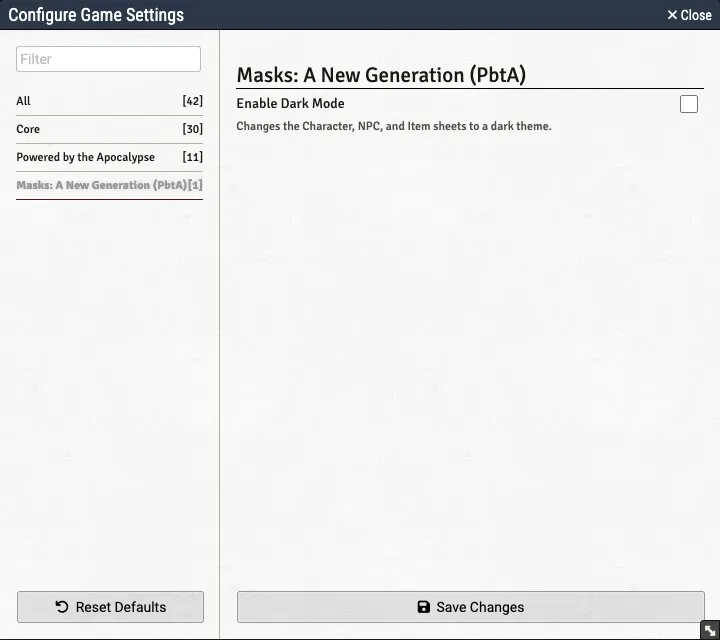 Configure Game Settings
Close
Filter
All [42]
Core [30]
Powered by the Apocalypse [11]
Masks: A New Generation (PbtA)[1]
Masks: A New Generation (PbtA)
Enable Dark Mode
Changes the Character, NPC, and Item sheets to a dark theme.
Reset Defaults
Save Changes